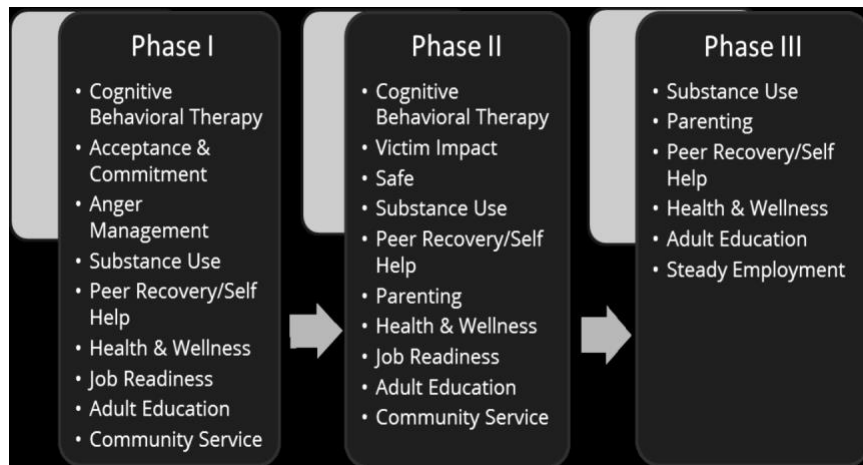 Phase I
• Cognitive
Behavioral Therapy
• Acceptance &
Commitment
• Anger
Management
• Substance Use
• Peer Recovery/Self
Help
• Health & Wellness
• Job Readiness
• Adult Education
• Community Service
Phase II
• Cognitive
Behavioral Therapy
• Victim Impact
• Safe
• Substance Use
• Peer Recovery/Self
Help
• Parenting
• Health & Wellness
• Job Readiness
• Adult Education
• Community Service
Phase III
• Substance Use
• Parenting
• Peer Recovery/Self
Help
• Health & Wellness
• Adult Education
• Steady Employment